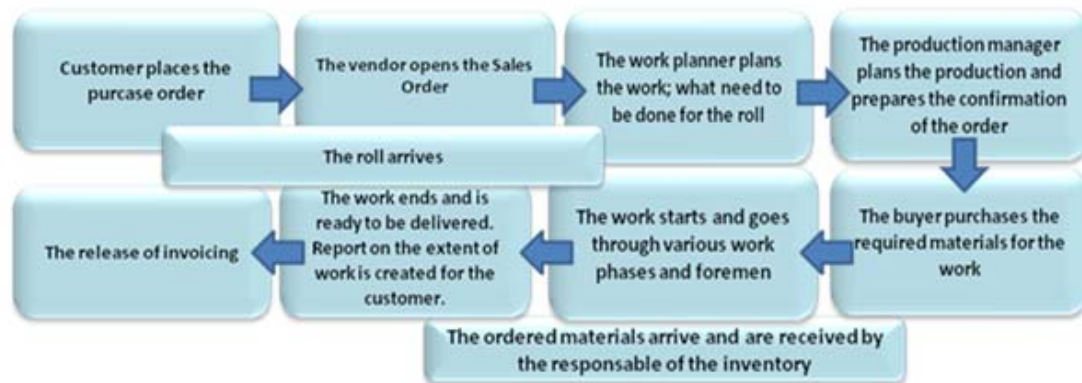 Customer places the
purcase order
The vendor opens the Sales
Order
The work planner plans
the work; what need to
be done for the roll
The production manager
plans the production and
prepares the confirmation
of the order
The roll arrives
The release of invoicing
The work ends and is
ready to be delivered.
Report on the extent of
work is created for the
customer.
The work starts and goes
through various work
phases and foremen
The buyer purchases the
required materials for the
work
The ordered materials arrive and are received by
the responsable of the inventory